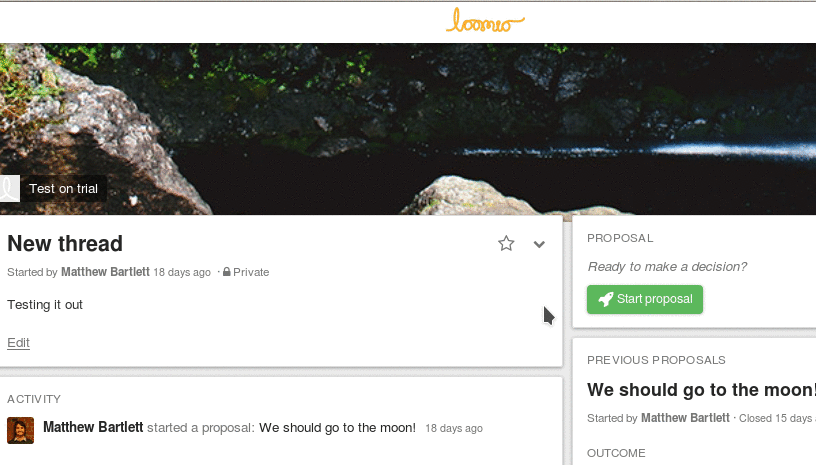 loomio
Test on trial
New thread
Started by Matthew Bartlett 18 days ago · Private
Testing it out
Edit
ACTIVITY
Matthew Bartlett started a proposal: We should go to the moon! 18 days ago
PROPOSAL
Ready to make a decision?
Start proposal
PREVIOUS PROPOSALS
We should go to the moon!
Started by Matthew Bartlett · Closed 15 days
OUTCOME